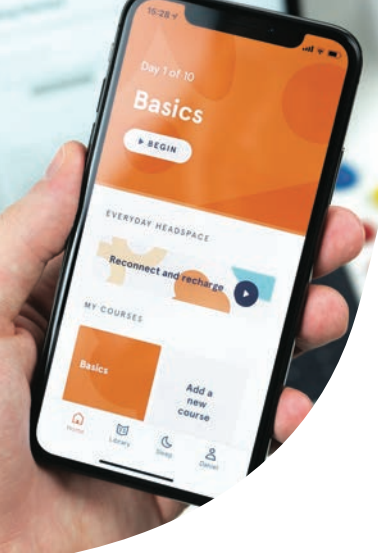 15:28
Day 1 of 10
Basics
BEGIN
EVERYDAY HEADSPACE
Reconnect and recharge
MY COURSES
Basics
Add a
new
course
Home
Library
Sleep
Daniel